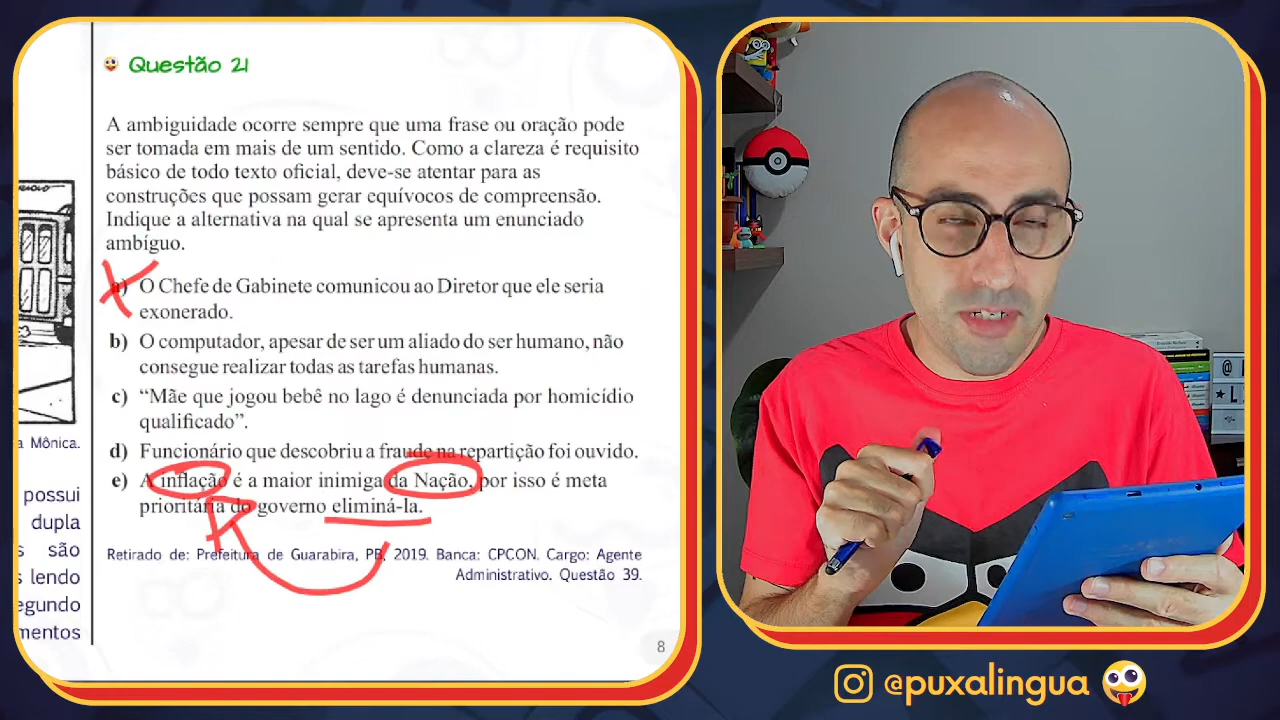 Questão 21
A ambiguidade ocorre sempre que uma frase ou oração pode
ser tomada em mais de um sentido. Como a clareza é requisito
básico de todo texto oficial, deve-se atentar para as
construções que possam gerar equívocos de compreensão.
Indique a alternativa na qual se apresenta um enunciado
ambíguo.
a) O Chefe de Gabinete comunicou ao Diretor que ele seria
exonerado.
b) O computador, apesar de ser um aliado do ser humano, não
consegue realizar todas as tarefas humanas.
c) “Mãe que jogou bebê no lago é denunciada por homicídio
qualificado”.
d) Funcionário que descobriu a fraude na repartição foi ouvido.
e) A inflação é a maior inimiga da Nação, por isso é meta
prioritária do governo eliminá-la.
Retirado de: Prefeitura de Guarabira, PB, 2019. Banca: CPCON. Cargo: Agente
Administrativo. Questão 39.
8
a Mônica.
possui
dupla
s são
s lendo
egundo
mentos
@puxalingua